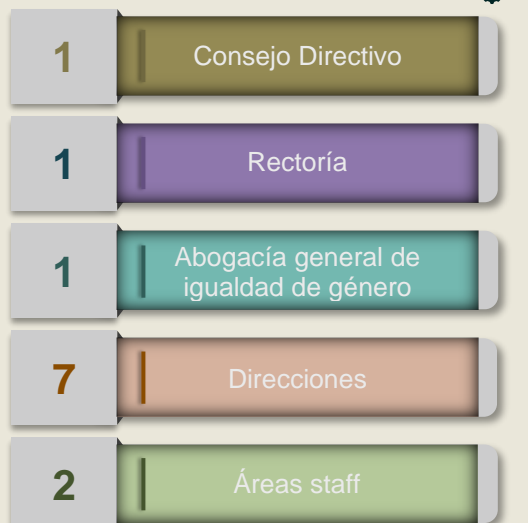 1
Consejo Directivo
1
Rectoría
1
Abogacía general de
igualdad de género
7
Direcciones
2
Áreas staff